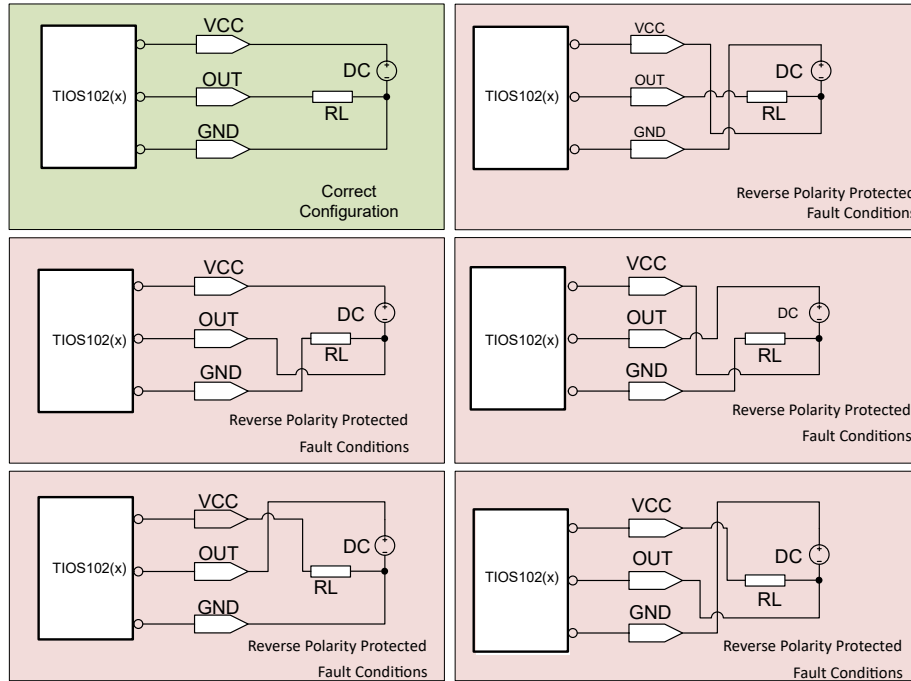 VCC
DC
OUT
TIOS102(x)
RL
GND
Correct
Configuration
VCC
DC
OUT
TIOS102(x)
RL
GND
Reverse Polarity Protected
Fault Conditions
VCC
DC
OUT
TIOS102(x)
RL
GND
Reverse Polarity Protected
Fault Conditions
VCC
DC
OUT
TIOS102(x)
RL
GND
Reverse Polarity Protected
Fault Conditions
VCC
DC
OUT
TIOS102(x)
RL
GND
Reverse Polarity Protected
Fault Conditions
VCC
DC
OUT
TIOS102(x)
RL
GND
Reverse Polarity Protected
Fault Conditions